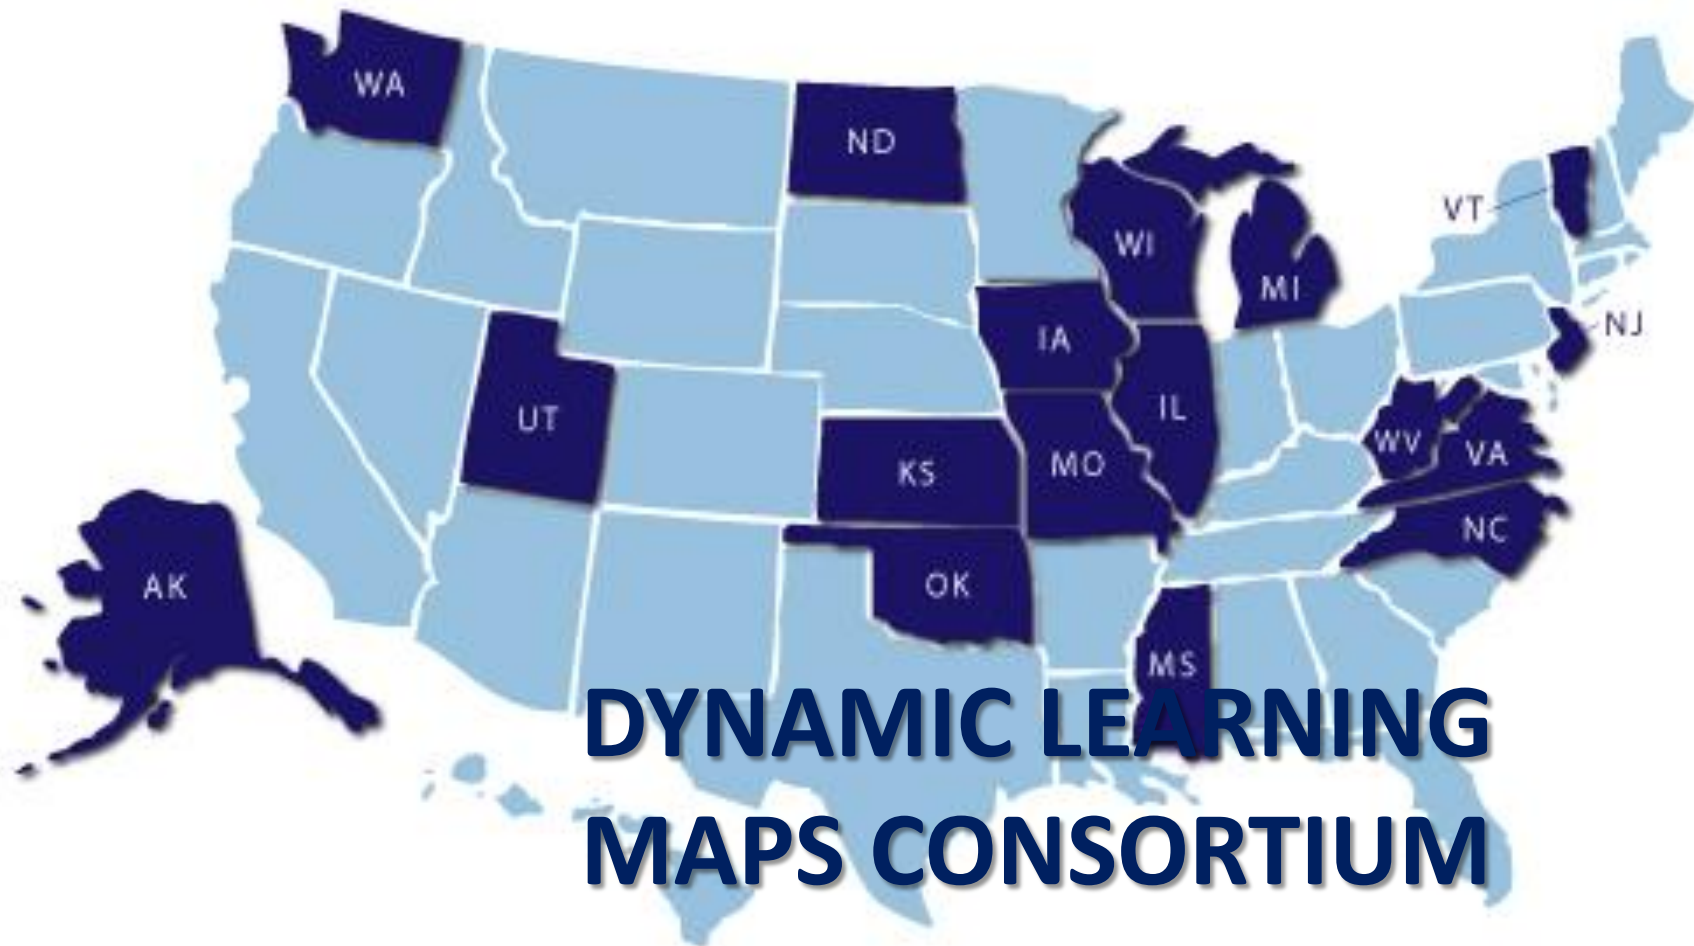 WA
ND
VT
WI
MI
NJ
IA
UT
IL
KS
MO
WV
VA
NC
AK
OK
MS
DYNAMIC LEARNING
MAPS CONSORTIUM